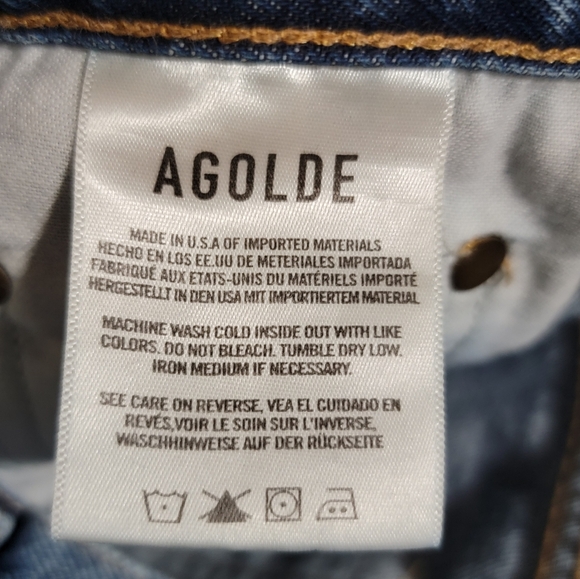 AGOLDE
MADE IN U.S.A OF IMPORTED MATERIALS
HECHO EN LOS EE.UU DE METERIALES IMPORTADA
FABRIQUÉ AUX ETATS-UNIS DU MATÉRIELS IMPORTÉ
HERGESTELLT IN DEN USA MIT IMPORTIERTEM MATERIAL
MACHINE WASH COLD INSIDE OUT WITH LIKE
COLORS. DO NOT BLEACH. TUMBLE DRY LOW.
IRON MEDIUM IF NECESSARY.
SEE CARE ON REVERSE, VEA EL CUIDADO EN
REVÉS,VOIR LE SOIN SUR L'INVERSE,
WASCHHINWEISE AUF DER RÜCKSEITE